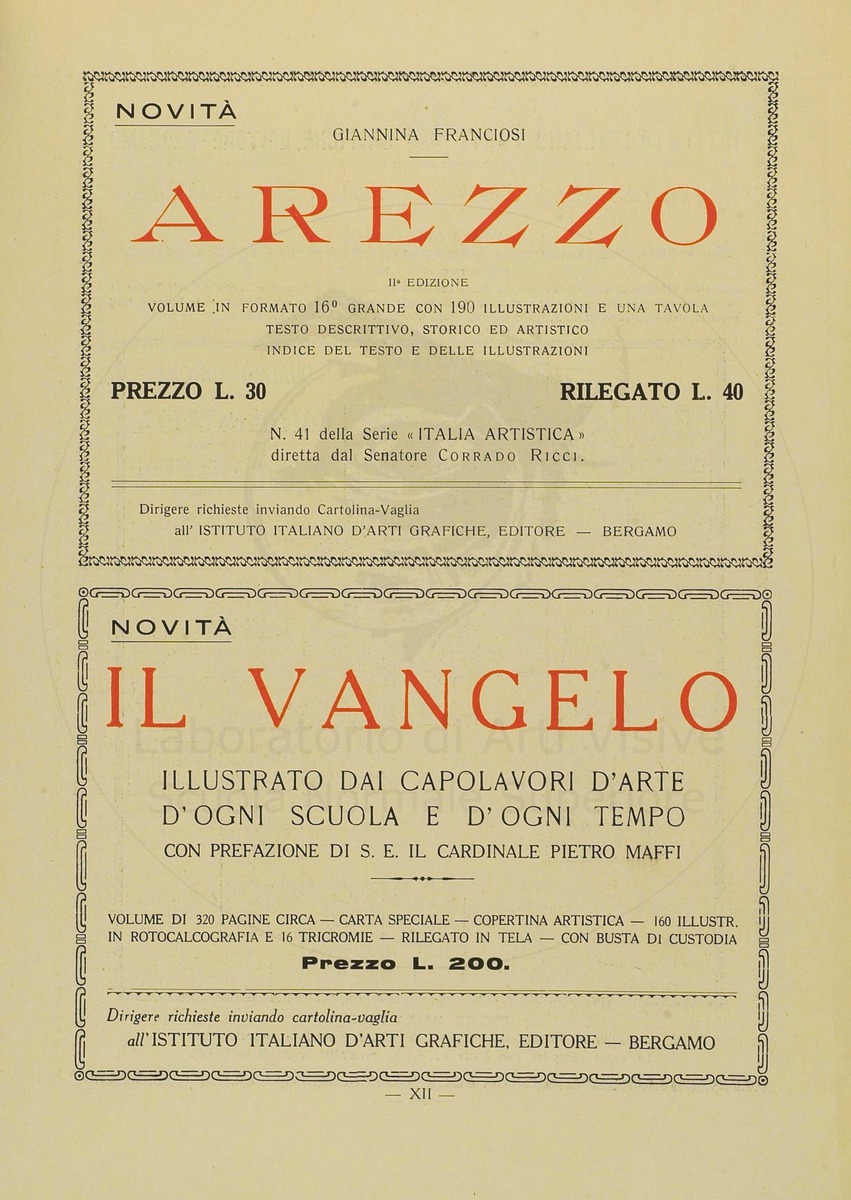 NOVITÀ
GIANNINA FRANCIOSI
AREZZO
IIª EDIZIONE
VOLUME IN FORMATO 16º GRANDE CON 190 ILLUSTRAZIONI E UNA TAVOLA
TESTO DESCRITTIVO, STORICO ED ARTISTICO
INDICE DEL TESTO E DELLE ILLUSTRAZIONI
PREZZO L. 30 RILEGATO L. 40
N. 41 della Serie « ITALIA ARTISTICA »
diretta dal Senatore CORRADO RICCI.
Dirigere richieste inviando Cartolina-Vaglia
all' ISTITUTO ITALIANO D'ARTI GRAFICHE, EDITORE — BERGAMO
NOVITÀ
IL VANGELO
Laboratorio di Arti Visive
ILLUSTRATO DAI CAPOLAVORI D'ARTE
D'OGNI SCUOLA E D'OGNI TEMPO
CON PREFAZIONE DI S. E. IL CARDINALE PIETRO MAFFI
VOLUME DI 320 PAGINE CIRCA — CARTA SPECIALE — COPERTINA ARTISTICA — 160 ILLUSTR.
IN ROTOCALCOGRAFIA E 16 TRICROMIE — RILEGATO IN TELA — CON BUSTA DI CUSTODIA
Prezzo L. 200.
Dirigere richieste inviando cartolina-vaglia
all' ISTITUTO ITALIANO D'ARTI GRAFICHE, EDITORE — BERGAMO
— XII —